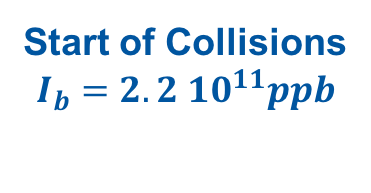 Start of Collisions
I_b = 2.2 10^11 ppb